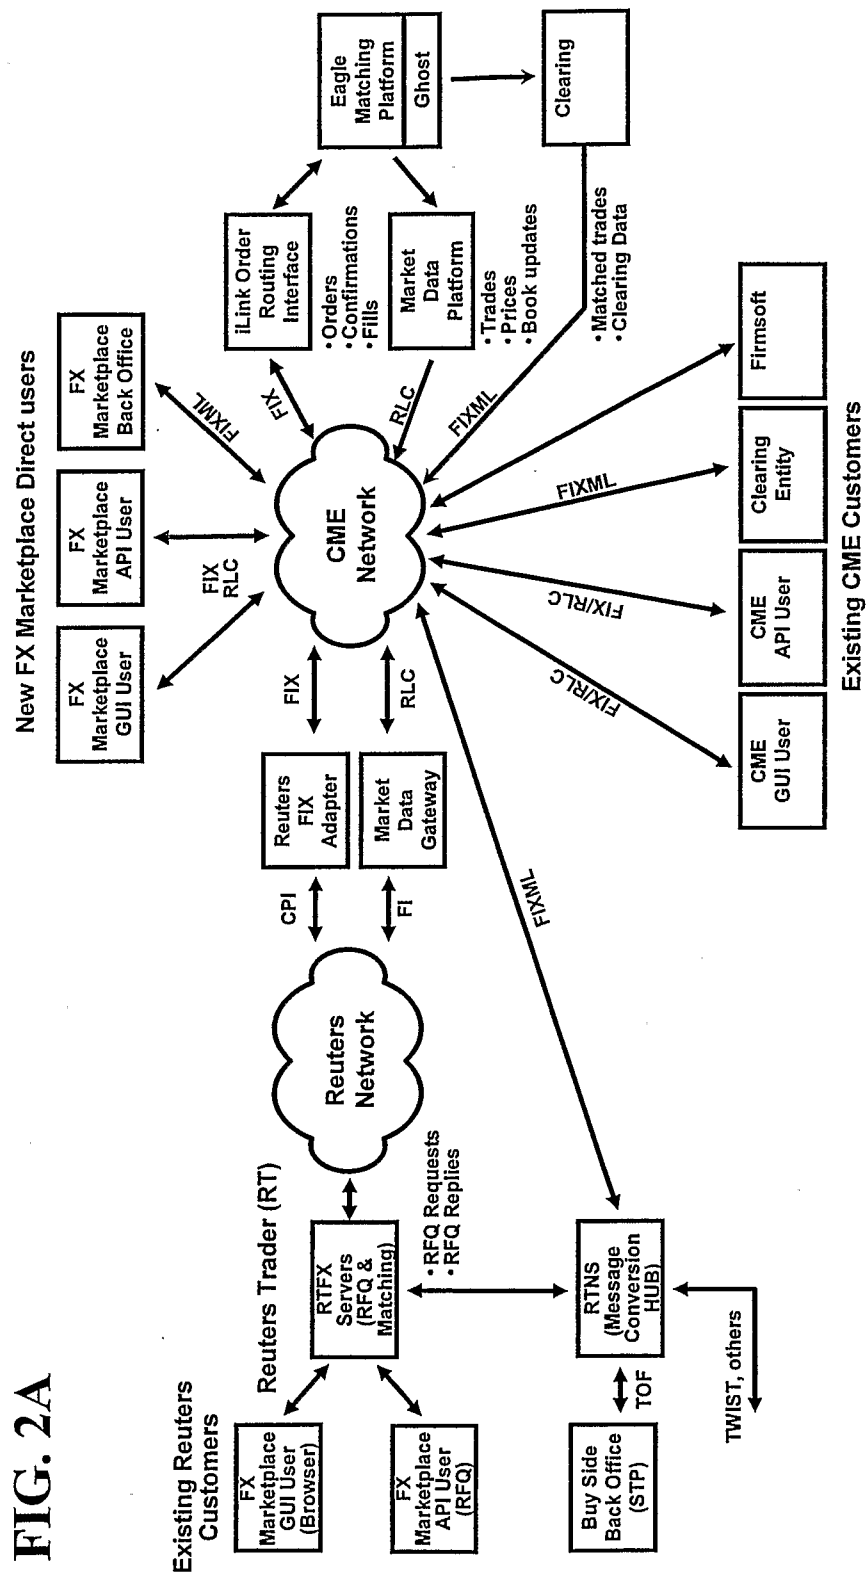 FIG. 2A
Existing Reuters
Customers
FX
Marketplace
GUI User
(Browser)
FX
Marketplace
API User
(RFQ)
Buy Side
Back Office
(STP)
TOF
TWIST, others
Reuters Trader (RT)
RTFX
Servers
(RFQ &
Matching)
• RFQ Requests
• RFQ Replies
RTNS
(Message
Conversion
HUB)
Reuters
Network
CPI
FI
Reuters
FIX
Adapter
Market
Data
Gateway
FIX
RLC
FIXML
New FX Marketplace Direct users
FX
Marketplace
GUI User
FX
Marketplace
API User
FX
Marketplace
Back Office
FIX
RLC
FIXML
CME
Network
FIX
RLC
FIXML
iLink Order
Routing
Interface
• Orders
• Confirmations
• Fills
Market
Data
Platform
• Trades
• Prices
• Book updates
Eagle
Matching
Platform
Ghost
Clearing
• Matched trades
• Clearing Data
FIX/RLC
FIX/RLC
FIXML
CME
GUI User
CME
API User
Clearing
Entity
Firmsoft
Existing CME Customers